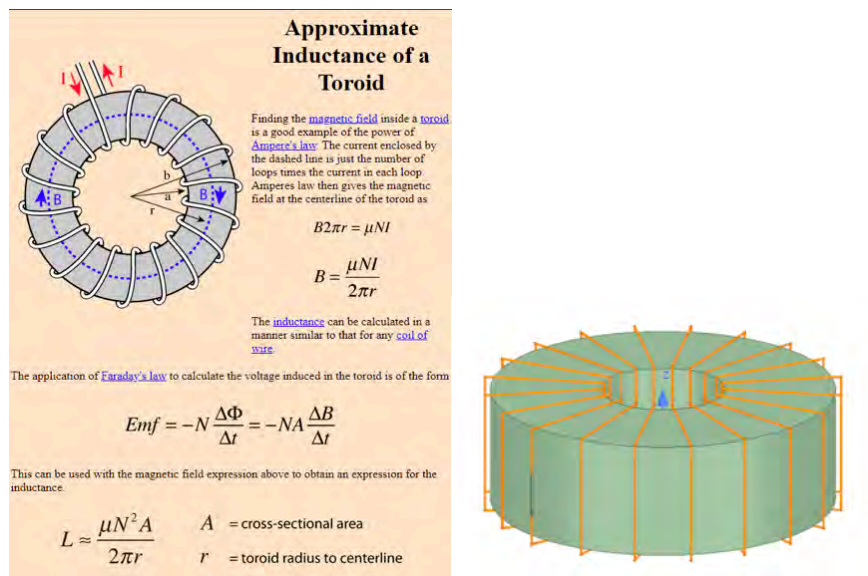 Approximate
Inductance of a
Toroid
I
I
b
a
r
B
B
Finding the magnetic field inside a toroid
is a good example of the power of
Ampere's law. The current enclosed by
the dashed line is just the number of
loops times the current in each loop.
Amperes law then gives the magnetic
field at the centerline of the toroid as
B2πr = μNI
B = μNI / 2πr
The inductance can be calculated in a
manner similar to that for any coil of
wire.
The application of Faraday's law to calculate the voltage induced in the toroid is of the form
Emf = −N ΔΦ/Δt = −NA ΔB/Δt
This can be used with the magnetic field expression above to obtain an expression for the
inductance.
L ≈ μN²A / 2πr
A = cross-sectional area
r = toroid radius to centerline
z